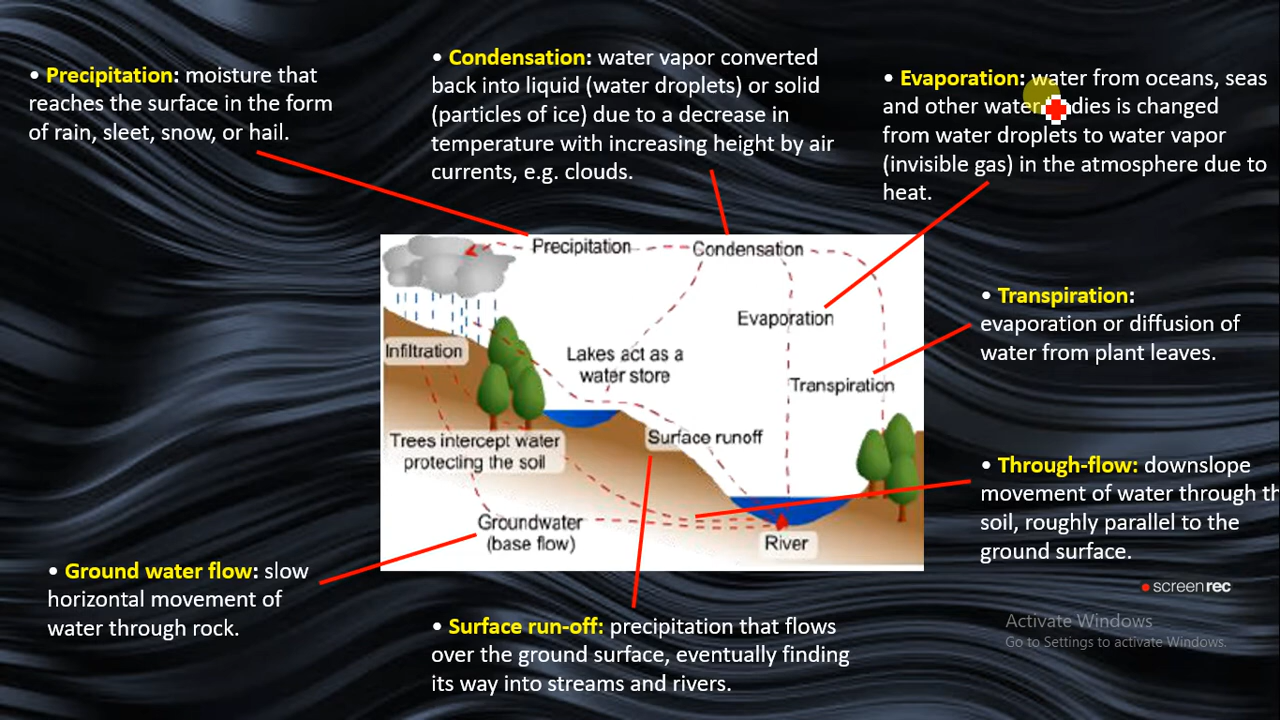 • Precipitation: moisture that
reaches the surface in the form
of rain, sleet, snow, or hail.
• Condensation: water vapor converted
back into liquid (water droplets) or solid
(particles of ice) due to a decrease in
temperature with increasing height by air
currents, e.g. clouds.
• Evaporation: water from oceans, seas
and other water dies is changed
from water droplets to water vapor
(invisible gas) in the atmosphere due to
heat.
Precipitation
Condensation
Evaporation
Infiltration
Lakes act as a
water store
Transpiration
Trees intercept water
protecting the soil
Surface runoff
Groundwater
(base flow)
River
• Transpiration:
evaporation or diffusion of
water from plant leaves.
• Through-flow: downslope
movement of water through th
soil, roughly parallel to the
ground surface.
• Ground water flow: slow
horizontal movement of
water through rock.
• Surface run-off: precipitation that flows
over the ground surface, eventually finding
its way into streams and rivers.
screenrec
Activate Windows
Go to Settings to activate Windows.